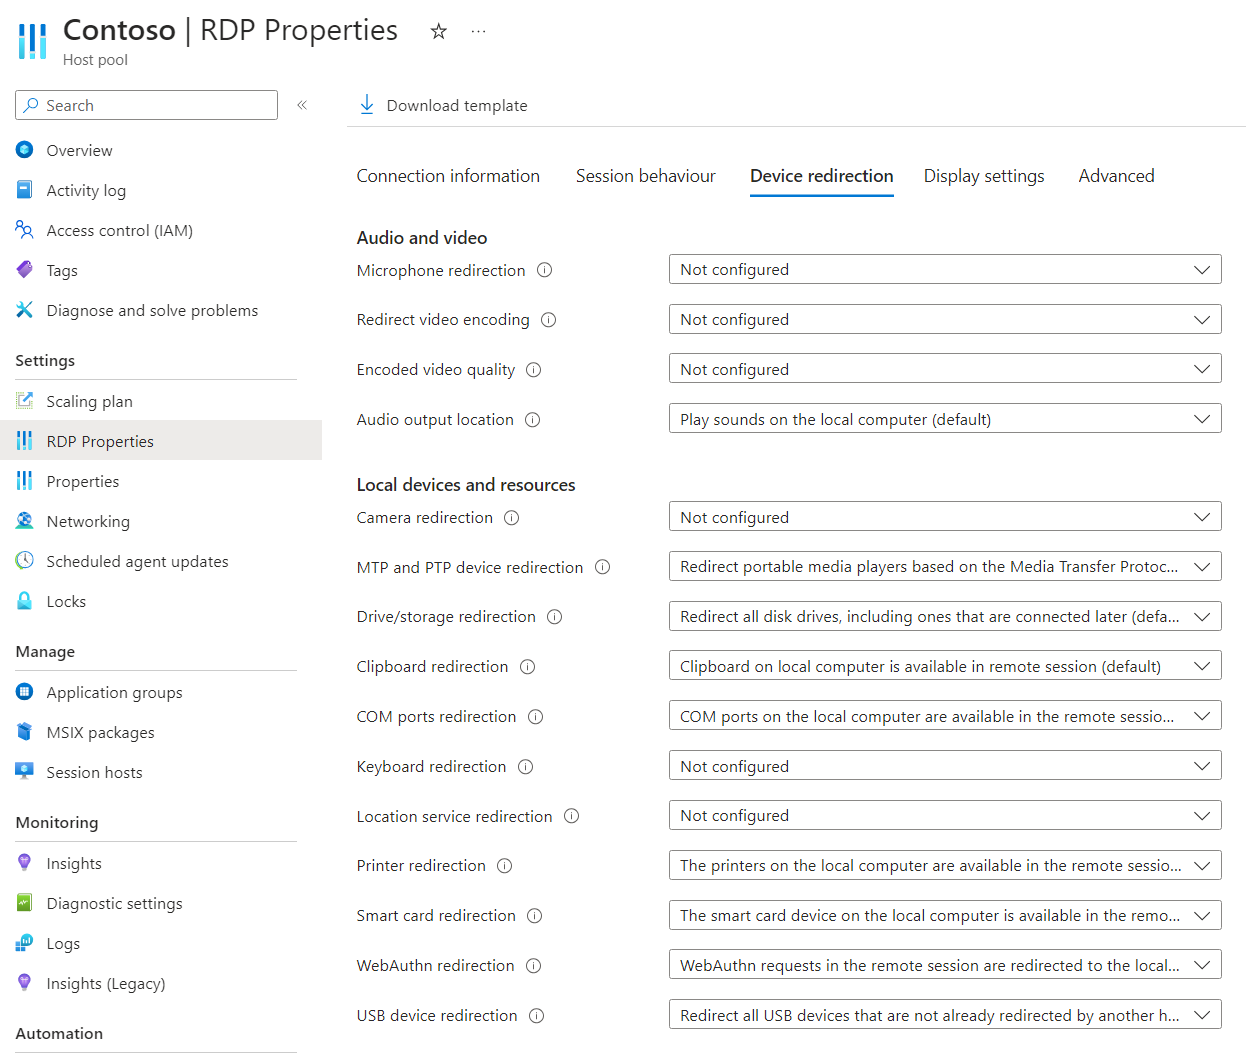 Contoso | RDP Properties
Host pool
Search
Download template
Overview
Activity log
Access control (IAM)
Tags
Diagnose and solve problems
Settings
Scaling plan
RDP Properties
Properties
Networking
Scheduled agent updates
Locks
Manage
Application groups
MSIX packages
Session hosts
Monitoring
Insights
Diagnostic settings
Logs
Insights (Legacy)
Automation
Connection information Session behaviour Device redirection Display settings Advanced
Audio and video
Microphone redirection Not configured
Redirect video encoding Not configured
Encoded video quality Not configured
Audio output location Play sounds on the local computer (default)
Local devices and resources
Camera redirection Not configured
MTP and PTP device redirection Redirect portable media players based on the Media Transfer Protoc...
Drive/storage redirection Redirect all disk drives, including ones that are connected later (defa...
Clipboard redirection Clipboard on local computer is available in remote session (default)
COM ports redirection COM ports on the local computer are available in the remote sessio...
Keyboard redirection Not configured
Location service redirection Not configured
Printer redirection The printers on the local computer are available in the remote sessio...
Smart card redirection The smart card device on the local computer is available in the remo...
WebAuthn redirection WebAuthn requests in the remote session are redirected to the local...
USB device redirection Redirect all USB devices that are not already redirected by another h...